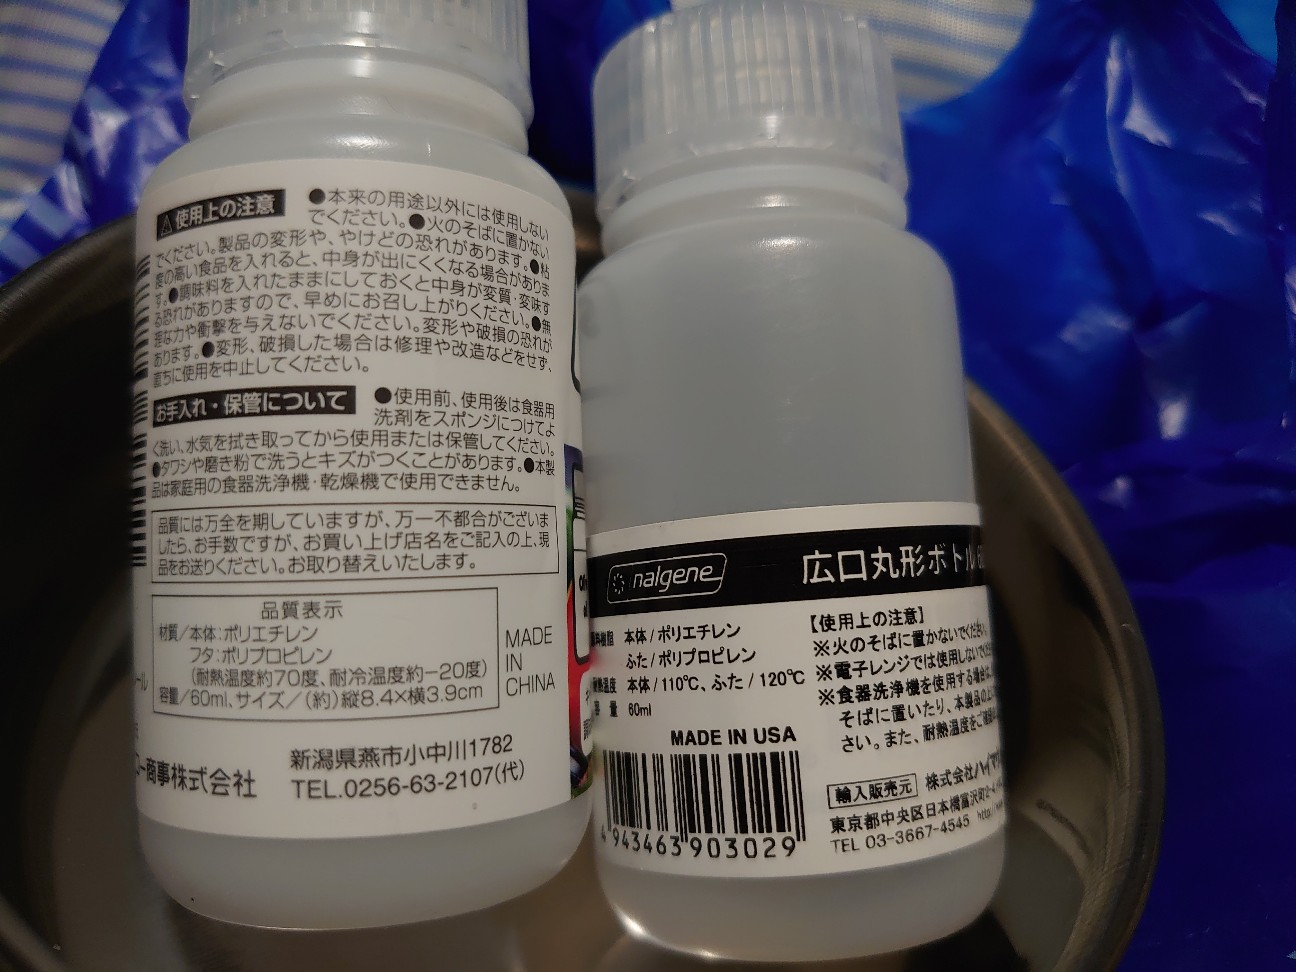 ⚠使用上の注意
●本来の用途以外には使用しない
でください。●火のそばに置かない
でください。製品の変形や、やけどの恐れがあります。●粘
度の高い食品を入れると、中身が出にくくなる場合がありま
す。●調味料を入れたままにしておくと中身が変質・変味す
る恐れがありますので、早めにお召し上がりください。●無
理な力や衝撃を与えないでください。変形や破損の恐れが
あります。●変形、破損した場合は修理や改造などをせず、
直ちに使用を中止してください。
お手入れ・保管について
●使用前、使用後は食器用
洗剤をスポンジにつけてよ
く洗い、水気を拭き取ってから使用または保管してください。
●タワシや磨き粉で洗うとキズがつくことがあります。●本製
品は家庭用の食器洗浄機・乾燥機で使用できません。
品質には万全を期していますが、万一不都合がございま
したら、お手数ですが、お買い上げ店名をご記入の上、現
品をお送りください。お取り替えいたします。
品質表示
材質/本体:ポリエチレン
フタ:ポリプロピレン
(耐熱温度約70度、耐冷温度約−20度)
容量/60ml、サイズ/(約)縦8.4×横3.9cm
MADE
IN
CHINA
商事株式会社
新潟県燕市小中川1782
TEL.0256-63-2107(代)
nalgene
広口丸形ボトル
本体/ポリエチレン
ふた/ポリプロピレン
耐熱温度 本体/110℃、ふた/120℃
量 60ml
MADE IN USA
4 943463 903029
【使用上の注意】
※火のそばに置かないでください。
※電子レンジでは使用しないでくだ
※食器洗浄機を使用する場合は、
そばに置いたり、本製品の上に
さい。また、耐熱温度をご確認
輸入販売元
株式会社ハイマ
東京都中央区日本橋富沢町
TEL 03-3667-4545